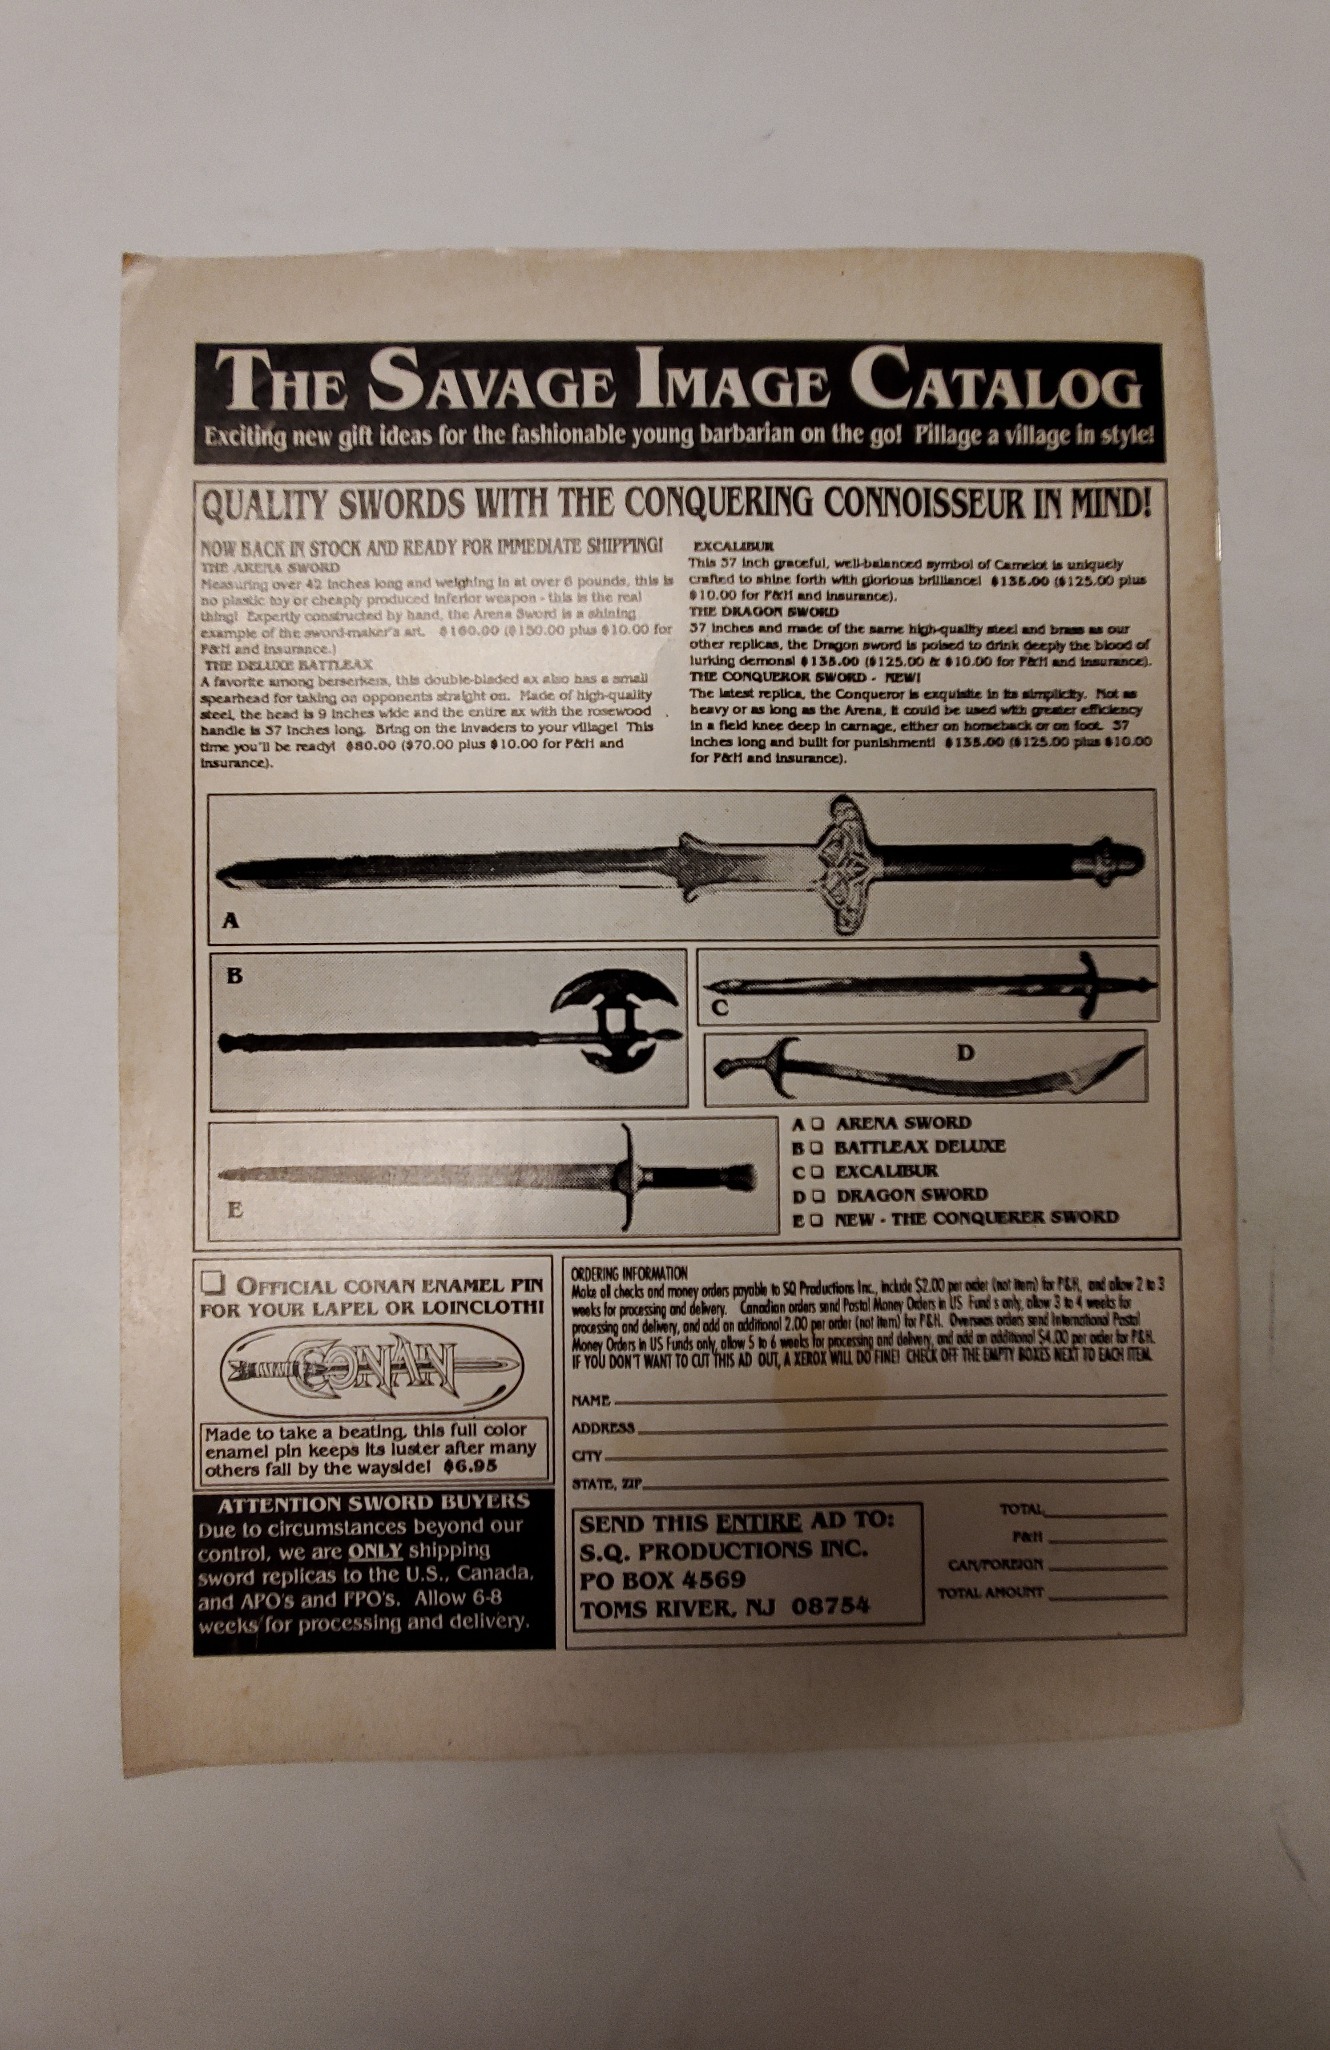 THE SAVAGE IMAGE CATALOG
Exciting new gift ideas for the fashionable young barbarian on the go! Pillage a village in style!
QUALITY SWORDS WITH THE CONQUERING CONNOISSEUR IN MIND!
NOW BACK IN STOCK AND READY FOR IMMEDIATE SHIPPING!
THE ARENA SWORD
Measuring over 42 inches long and weighing in at over 6 pounds, this is
no plastic toy or cheaply produced inferior weapon - this is the real
thing! Expertly constructed by hand, the Arena Sword is a shining
example of the sword-maker's art. $160.00 ($150.00 plus $10.00 for
P&H and insurance.)
THE DELUXE BATTLEAX
A favorite among berserkers, this double-bladed ax also has a small
spearhead for taking on opponents straight on. Made of high-quality
steel, the head is 9 inches wide and the entire ax with the rosewood
handle is 37 inches long. Bring on the invaders to your village! This
time you'll be ready! $80.00 ($70.00 plus $10.00 for P&H and
insurance).
EXCALIBUR
This 37 inch graceful, well-balanced symbol of Camelot is uniquely
crafted to shine forth with glorious brilliance! $135.00 ($125.00 plus
$10.00 for P&H and insurance).
THE DRAGON SWORD
37 inches and made of the same high-quality steel and brass as our
other replicas, the Dragon sword is poised to drink deeply the blood of
lurking demons! $135.00 ($125.00 & $10.00 for P&H and insurance).
THE CONQUEROR SWORD - NEW!
The latest replica, the Conqueror is exquisite in its simplicity. Not as
heavy or as long as the Arena, it could be used with greater efficiency
in a field knee deep in carnage, either on horseback or on foot. 37
inches long and built for punishment! $135.00 ($125.00 plus $10.00
for P&H and insurance).
A
B
C
D
E
A ARENA SWORD
B BATTLEAX DELUXE
C EXCALIBUR
D DRAGON SWORD
E NEW - THE CONQUERER SWORD
OFFICIAL CONAN ENAMEL PIN
FOR YOUR LAPEL OR LOINCLOTH!
CONAN
Made to take a beating, this full color
enamel pin keeps its luster after many
others fall by the wayside! $6.95
ATTENTION SWORD BUYERS
Due to circumstances beyond our
control, we are ONLY shipping
sword replicas to the U.S., Canada,
and APO's and FPO's. Allow 6-8
weeks for processing and delivery.
ORDERING INFORMATION
Make all checks and money orders payable to SQ Productions Inc., include $2.00 per order (not item) for P&H, and allow 2 to 3
weeks for processing and delivery. Canadian orders send Postal Money Orders in US Fund s only, allow 3 to 4 weeks for
processing and delivery, and add an additional 2.00 per order (not item) for P&H. Overseas orders send International Postal
Money Orders in US Funds only, allow 5 to 6 weeks for processing and delivery, and add an additional $4.00 per order for P&H.
IF YOU DON'T WANT TO CUT THIS AD OUT, A XEROX WILL DO FINE! CHECK OFF THE EMPTY BOXES NEXT TO EACH ITEM.
NAME
ADDRESS
CITY
STATE, ZIP
SEND THIS ENTIRE AD TO:
S.Q. PRODUCTIONS INC.
PO BOX 4569
TOMS RIVER, NJ 08754
TOTAL
P&H
CAN/FOREIGN
TOTAL AMOUNT